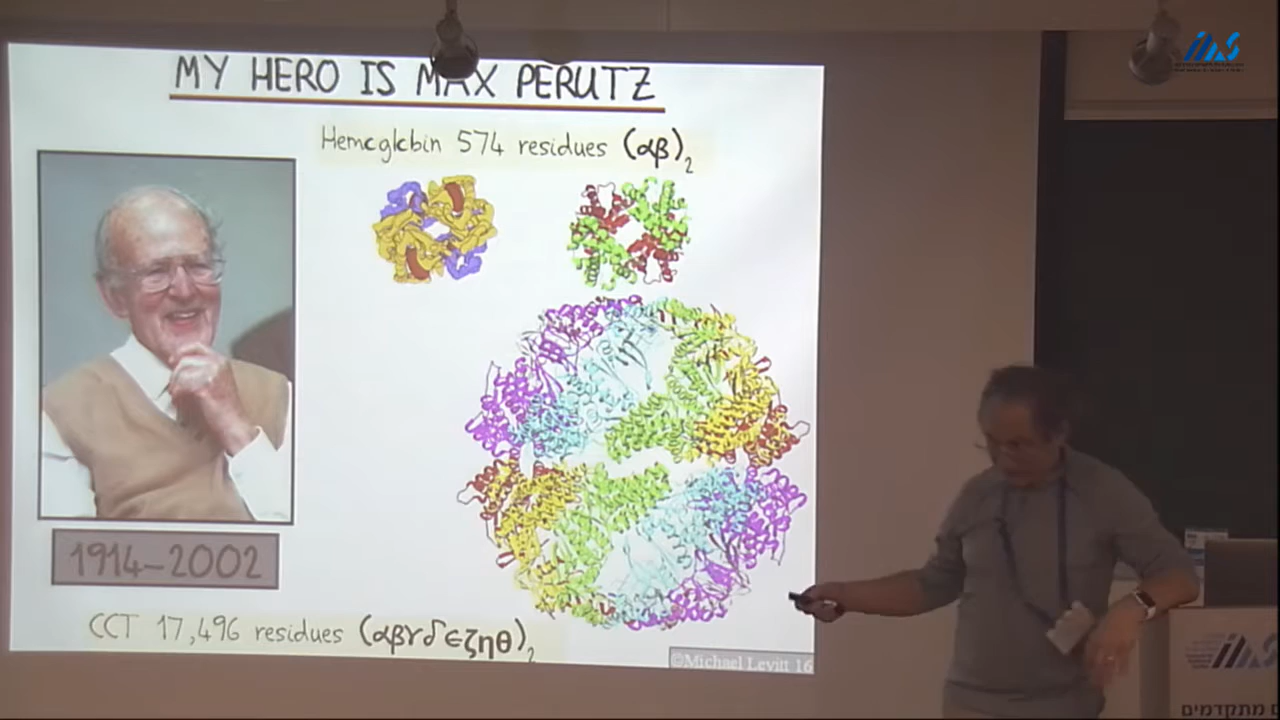 MY HERO IS MAX PERUTZ
Hemoglobin 574 residues (αβ)₂
1914–2002
CCT 17,496 residues (αβγδεζηθ)₂
©Michael Levitt 16
ם מתקדמים